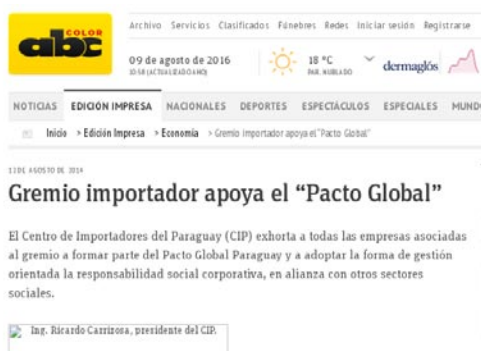 COLOR
abc
Archivo Servicios Clasificados Fúnebres Redes Iniciar sesión Registrarse
09 de agosto de 2016
18 °C
PAR. NUBLADO
dermaglós
NOTICIAS EDICIÓN IMPRESA NACIONALES DEPORTES ESPECTÁCULOS ESPECIALES MUND
Inicio > Edición Impresa > Economía > Gremio importador apoya el "Pacto Global"
Gremio importador apoya el “Pacto Global”
El Centro de Importadores del Paraguay (CIP) exhorta a todas las empresas asociadas
al gremio a formar parte del Pacto Global Paraguay y a adoptar la forma de gestión
orientada la responsabilidad social corporativa, en alianza con otros sectores
sociales.
Ing. Ricardo Carrizosa, presidente del CIP.